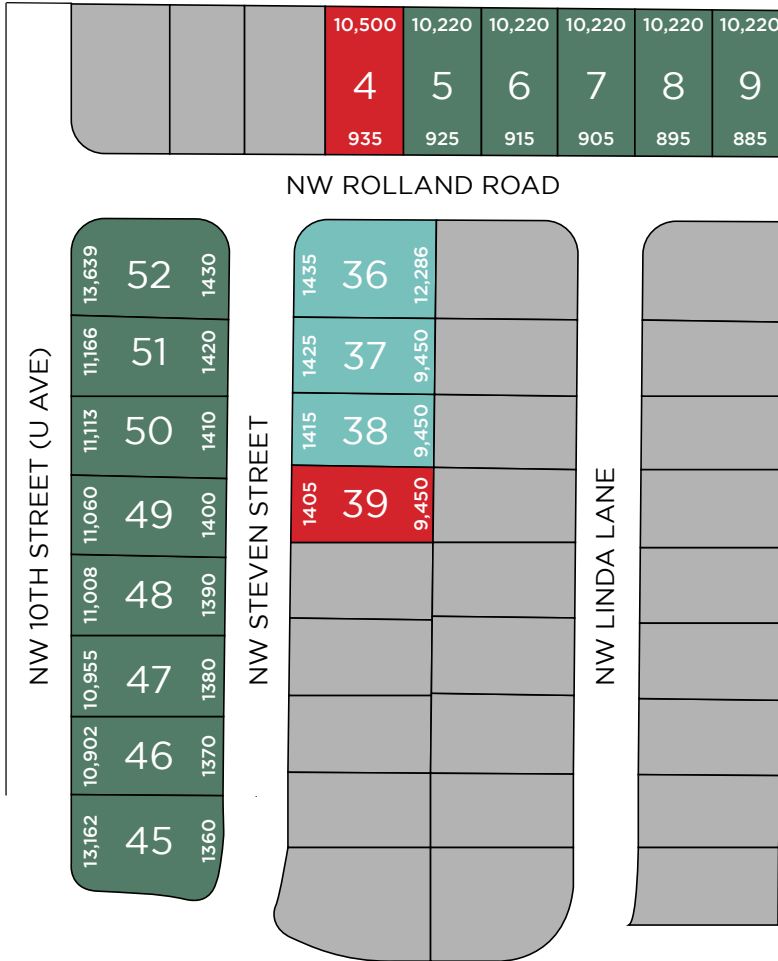 10,500 10,220 10,220 10,220 10,220 10,220
4 5 6 7 8 9
935 925 915 905 895 885
NW ROLLAND ROAD
NW 10TH STREET (U AVE)
13,639 52 1430
11,166 51 1420
11,113 50 1410
11,060 49 1400
11,008 48 1390
10,955 47 1380
10,902 46 1370
13,162 45 1360
NW STEVEN STREET
1435 36 12,286
1425 37 9,450
1415 38 9,450
1405 39 9,450
NW LINDA LANE